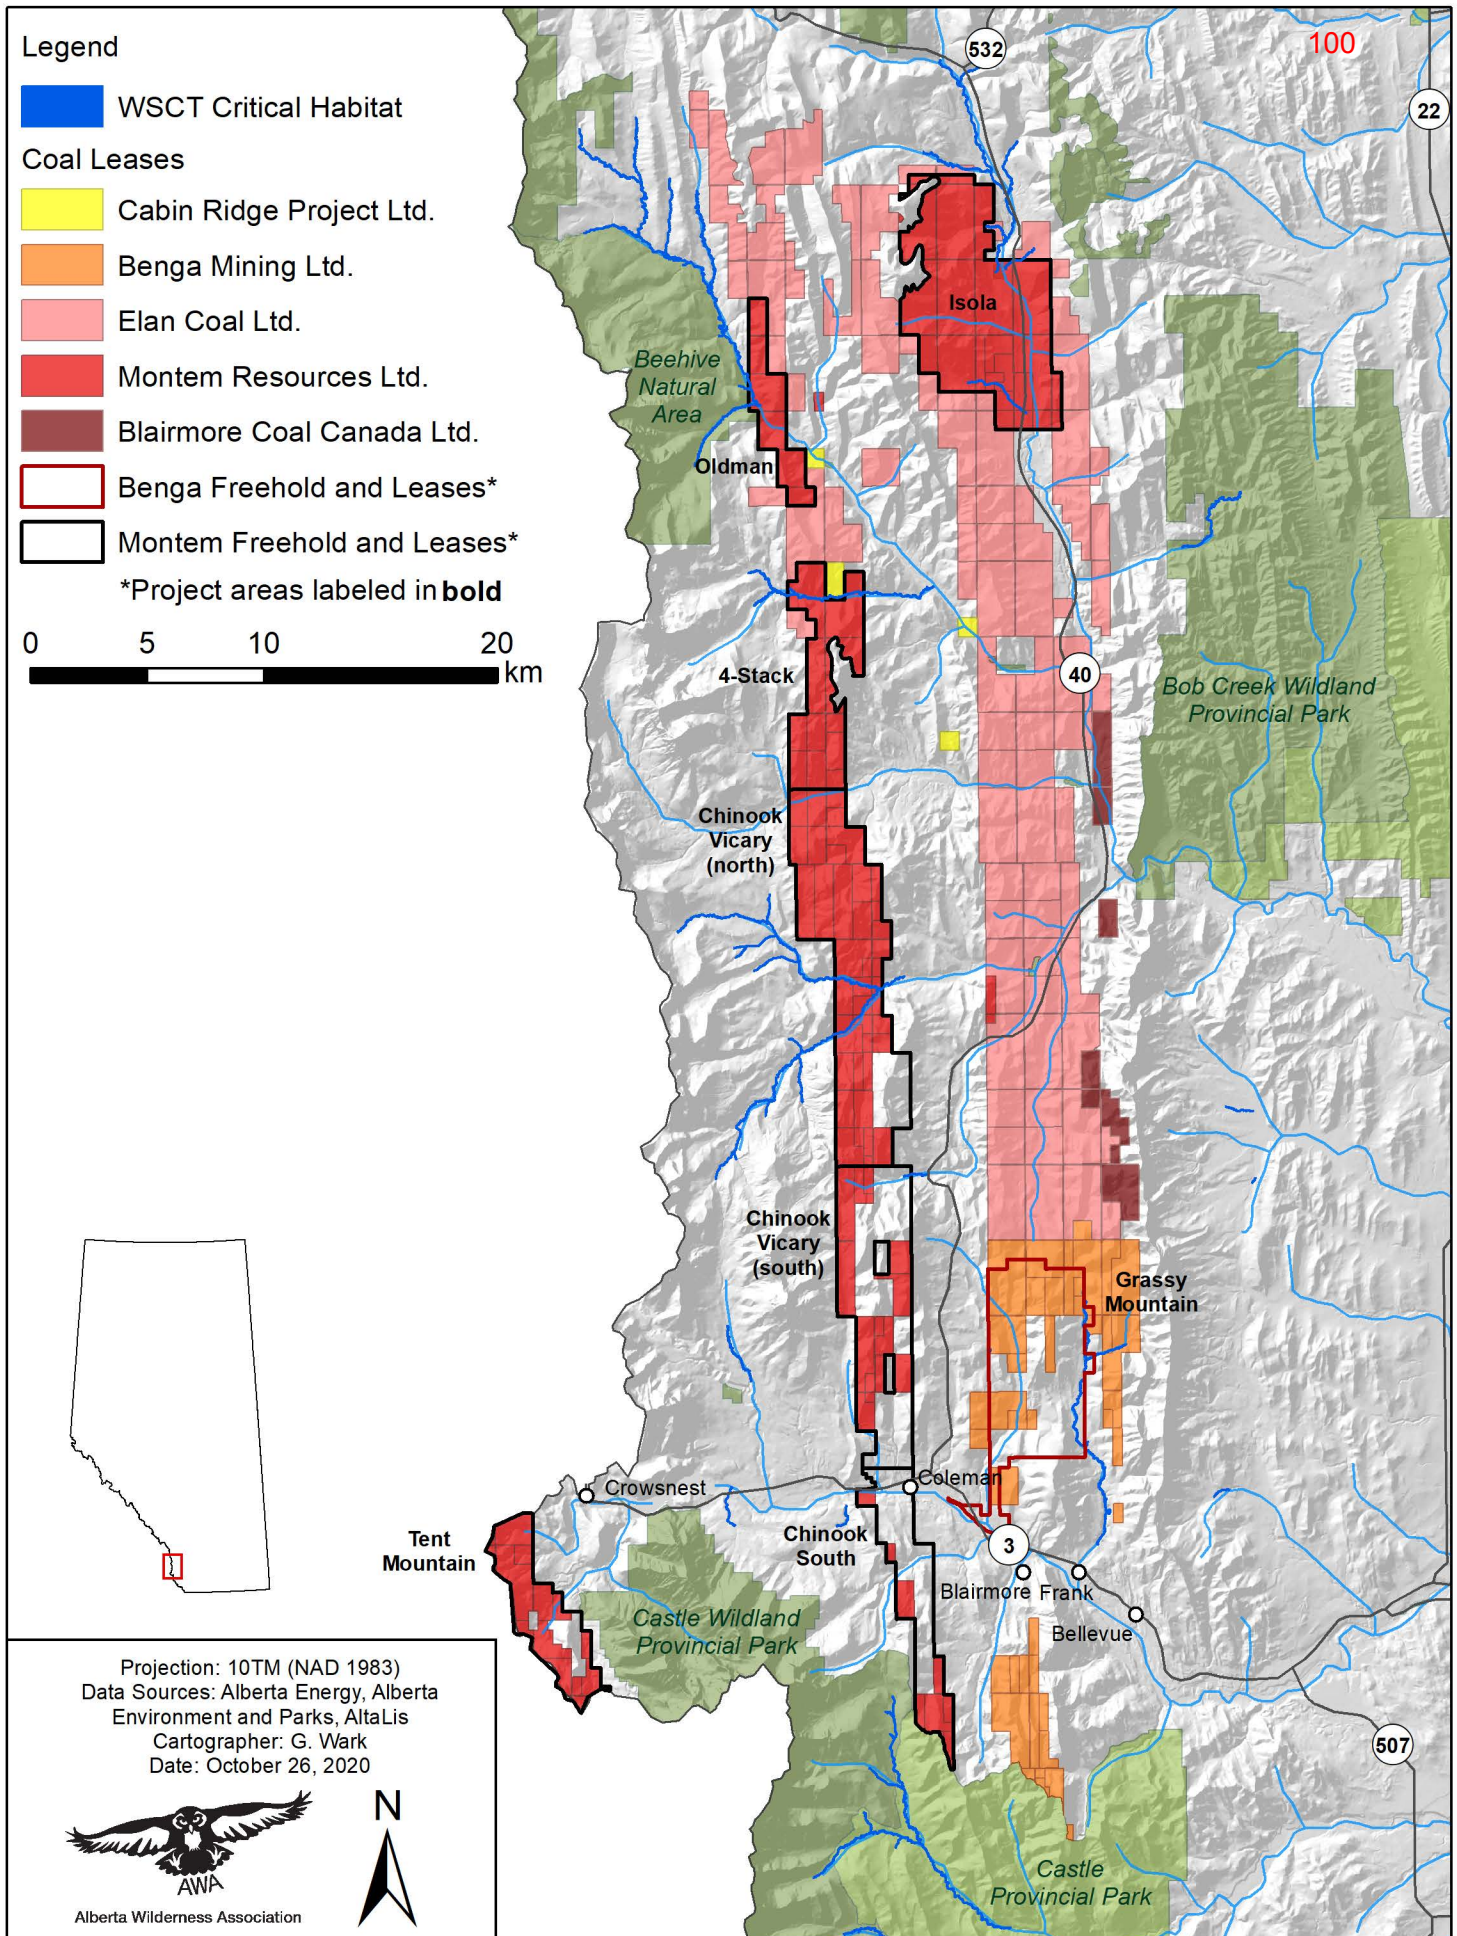 Legend
WSCT Critical Habitat
Coal Leases
Cabin Ridge Project Ltd.
Benga Mining Ltd.
Elan Coal Ltd.
Montem Resources Ltd.
Blairmore Coal Canada Ltd.
Benga Freehold and Leases*
Montem Freehold and Leases*
*Project areas labeled in bold
0 5 10 20
km
100
532
22
Isola
Beehive
Natural
Area
Oldman
4-Stack
40
Bob Creek Wildland
Provincial Park
Chinook
Vicary
(north)
Chinook
Vicary
(south)
Grassy
Mountain
Crowsnest
Coleman
Tent
Mountain
Chinook
South
3
Blairmore
Frank
Bellevue
Castle Wildland
Provincial Park
507
Castle
Provincial Park
Projection: 10TM (NAD 1983)
Data Sources: Alberta Energy, Alberta
Environment and Parks, AltaLis
Cartographer: G. Wark
Date: October 26, 2020
N
AWA
Alberta Wilderness Association